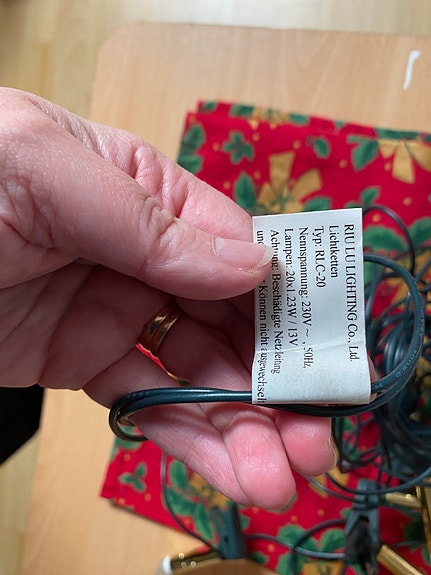 RIU LU LIGHTING Co., Ltd.
Lichtketten
Typ: RLC-20
Nennspannung: 230V ~ , 50Hz,
Lampen: 20x1.23W /13V
Achtung: Beschädigte Netzleitung
Können nicht ausgewechselt